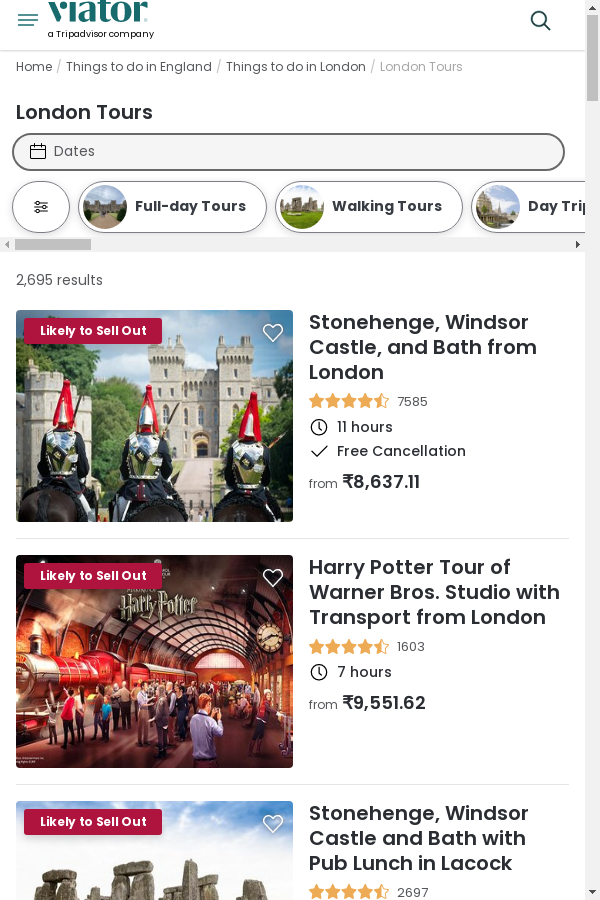 viator
a Tripadvisor company
Home / Things to do in England / Things to do in London / London Tours
London Tours
Dates
Full-day Tours
Walking Tours
Day Trip
2,695 results
Likely to Sell Out
Stonehenge, Windsor
Castle, and Bath from
London
7585
11 hours
Free Cancellation
from ₹8,637.11
Likely to Sell Out
Harry Potter
Harry Potter Tour of
Warner Bros. Studio with
Transport from London
1603
7 hours
from ₹9,551.62
Likely to Sell Out
Stonehenge, Windsor
Castle and Bath with
Pub Lunch in Lacock
2697